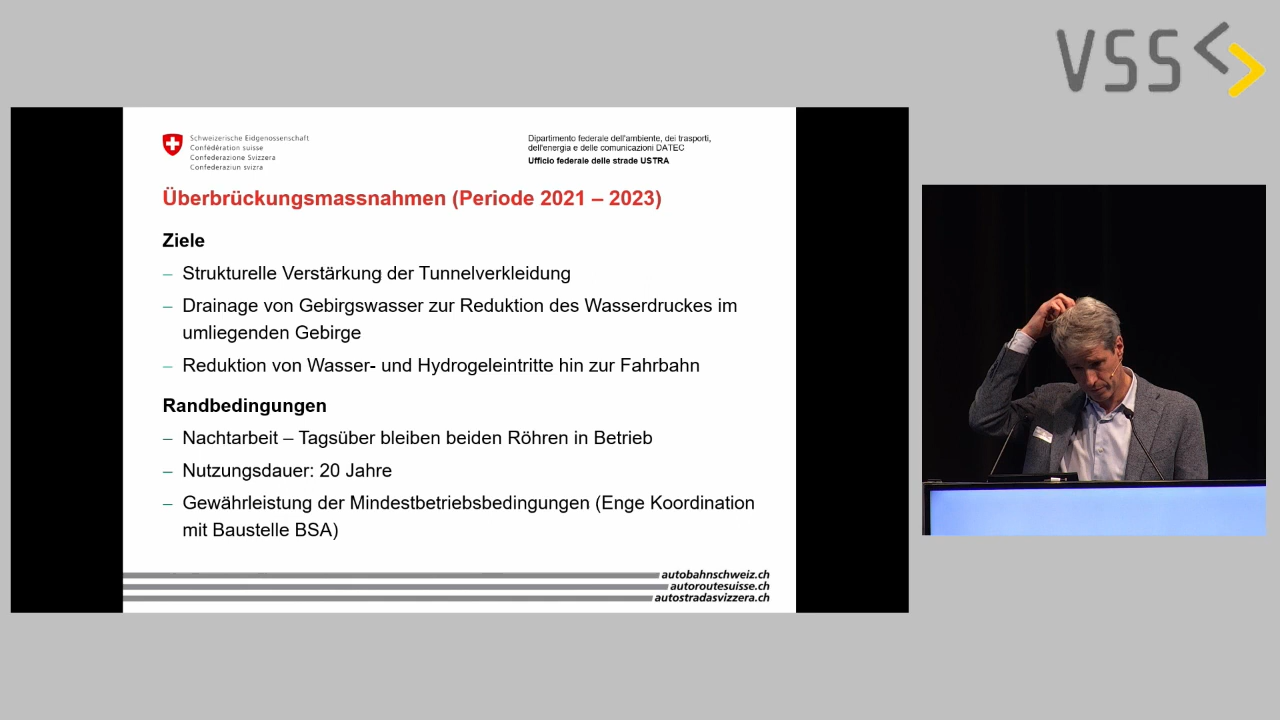 VSS
Schweizerische Eidgenossenschaft
Confédération suisse
Confederazione Svizzera
Confederaziun svizra
Dipartimento federale dell'ambiente, dei trasporti,
dell'energia e delle comunicazioni DATEC
Ufficio federale delle strade USTRA
Überbrückungsmassnahmen (Periode 2021 – 2023)
Ziele
– Strukturelle Verstärkung der Tunnelverkleidung
– Drainage von Gebirgswasser zur Reduktion des Wasserdruckes im
umliegenden Gebirge
– Reduktion von Wasser- und Hydrogeleintritte hin zur Fahrbahn
Randbedingungen
– Nachtarbeit – Tagsüber bleiben beiden Röhren in Betrieb
– Nutzungsdauer: 20 Jahre
– Gewährleistung der Mindestbetriebsbedingungen (Enge Koordination
mit Baustelle BSA)
autobahnschweiz.ch
autoroutesuisse.ch
autostradasvizzera.ch